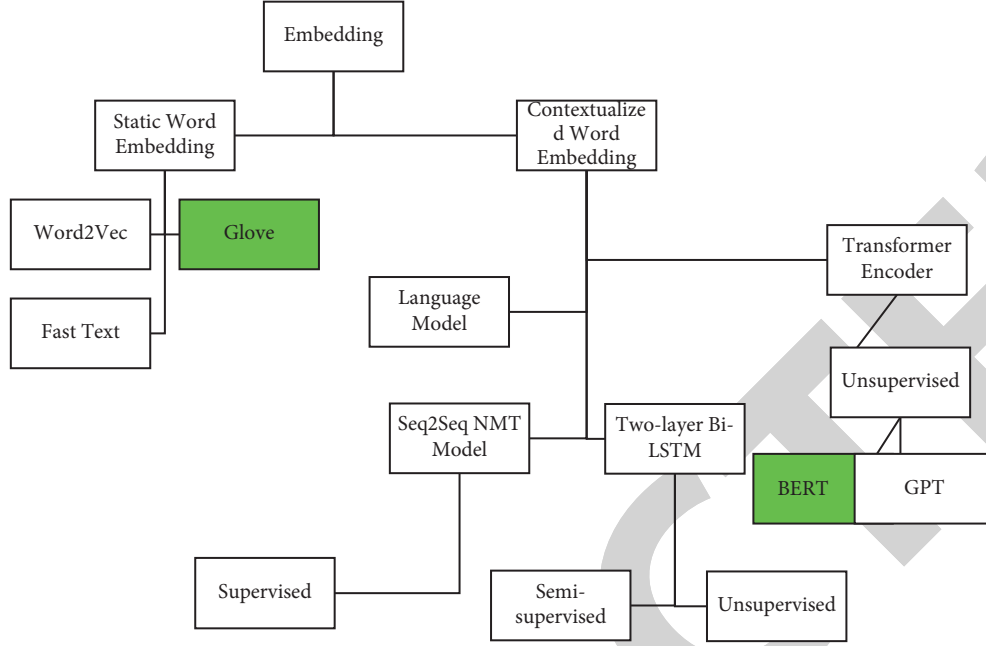 Embedding
Static Word
Embedding
Contextualize
d Word
Embedding
Word2Vec
Glove
Transformer
Encoder
Language
Model
Fast Text
Unsupervised
Seq2Seq NMT
Model
Two-layer Bi-
LSTM
BERT
GPT
Supervised
Semi-
supervised
Unsupervised